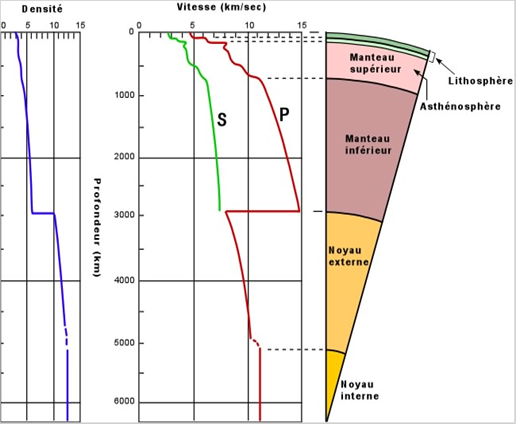 Densité
0 5 10 15
Vitesse (km/sec)
0 5 10 15
0
1000
2000
3000
4000
5000
6000
Profondeur (km)
S
P
Manteau
supérieur
Lithosphère
Asthénosphère
Manteau
inférieur
Noyau
externe
Noyau
interne